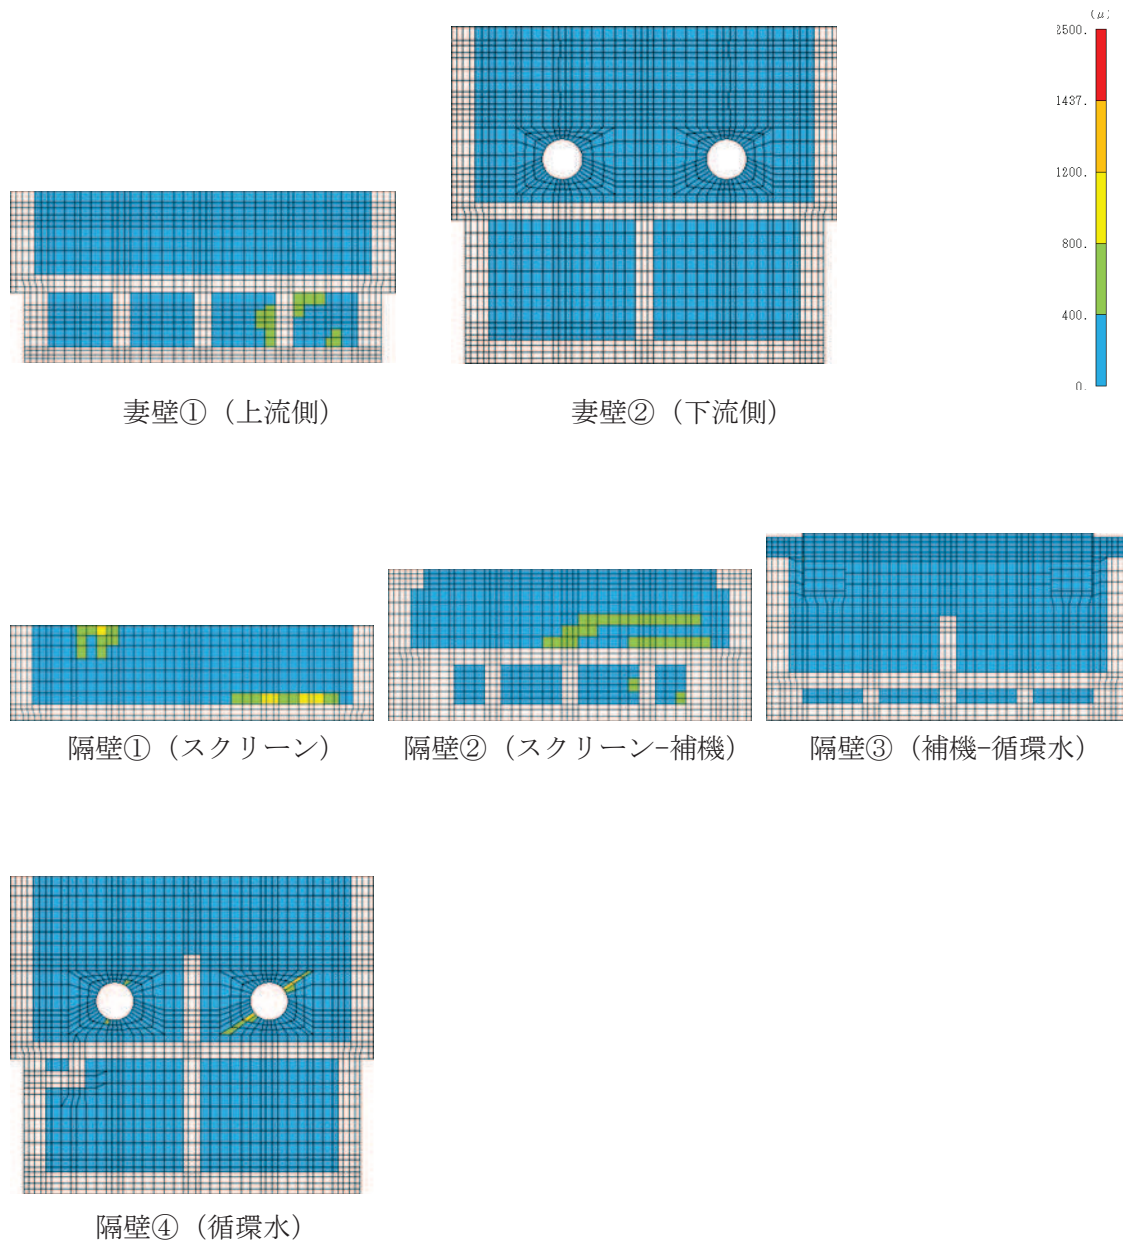 (μ)
2500.
1437.
1200.
800.
400.
0.
妻壁①（上流側）
妻壁②（下流側）
隔壁①（スクリーン）
隔壁②（スクリーン-補機）
隔壁③（補機-循環水）
隔壁④（循環水）